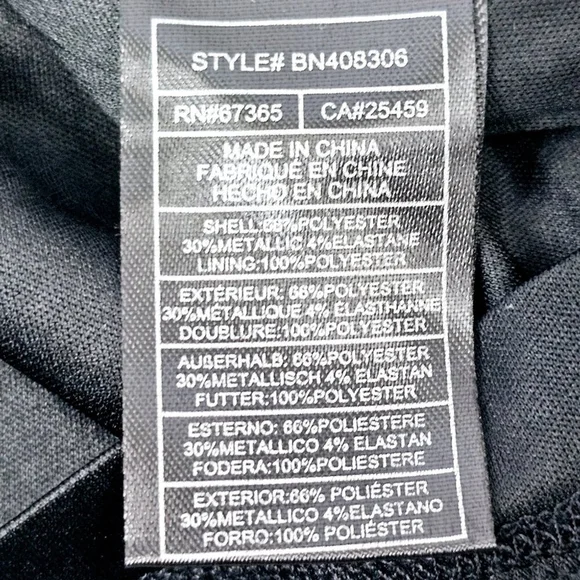 STYLE# BN408306
RN#67365 CA#25459
MADE IN CHINA
FABRIQUE EN CHINE
HECHO EN CHINA
SHELL:66%POLYESTER
30%METALLIC 4%ELASTANE
LINING:100%POLYESTER
EXTÉRIEUR: 66%POLYESTER
30%METALLIQUE 4% ELASTHANNE
DOUBLURE:100%POLYESTER
AUßERHALB: 66%POLYESTER
30%METALLISCH 4% ELASTAN
FUTTER:100%POLYESTER
ESTERNO: 66%POLIESTERE
30%METALLICO 4% ELASTAN
FODERA:100%POLIESTERE
EXTERIOR:66% POLIÉSTER
30%METALLICO 4%ELASTANO
FORRO:100% POLIÉSTER